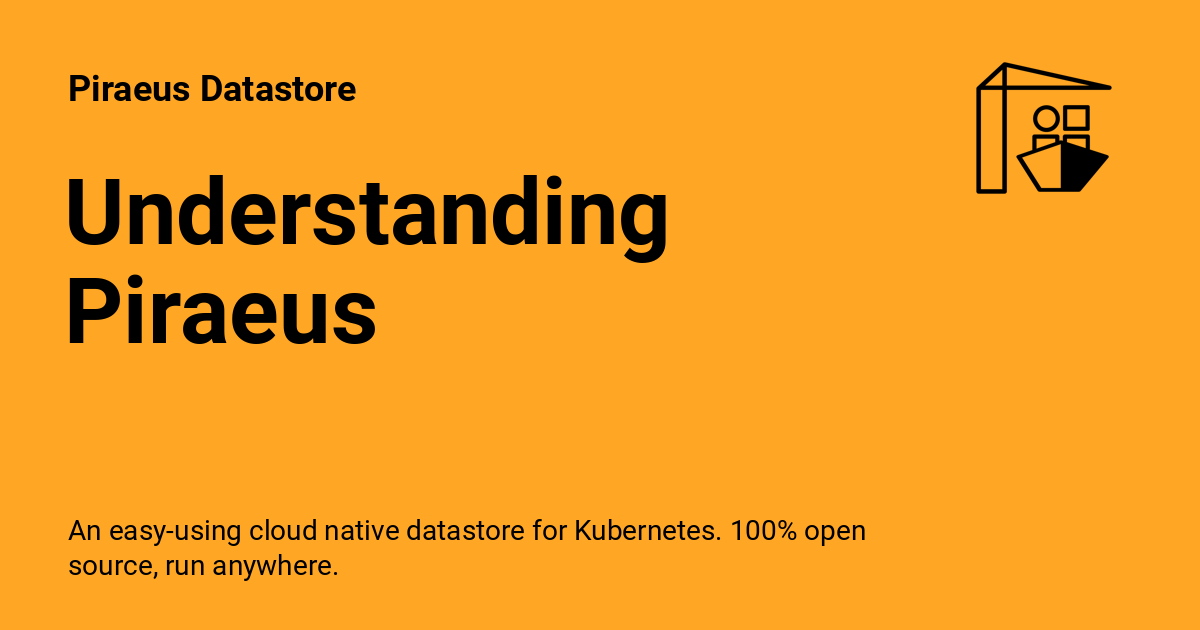 Piraeus Datastore
Understanding
Piraeus
An easy-using cloud native datastore for Kubernetes. 100% open
source, run anywhere.